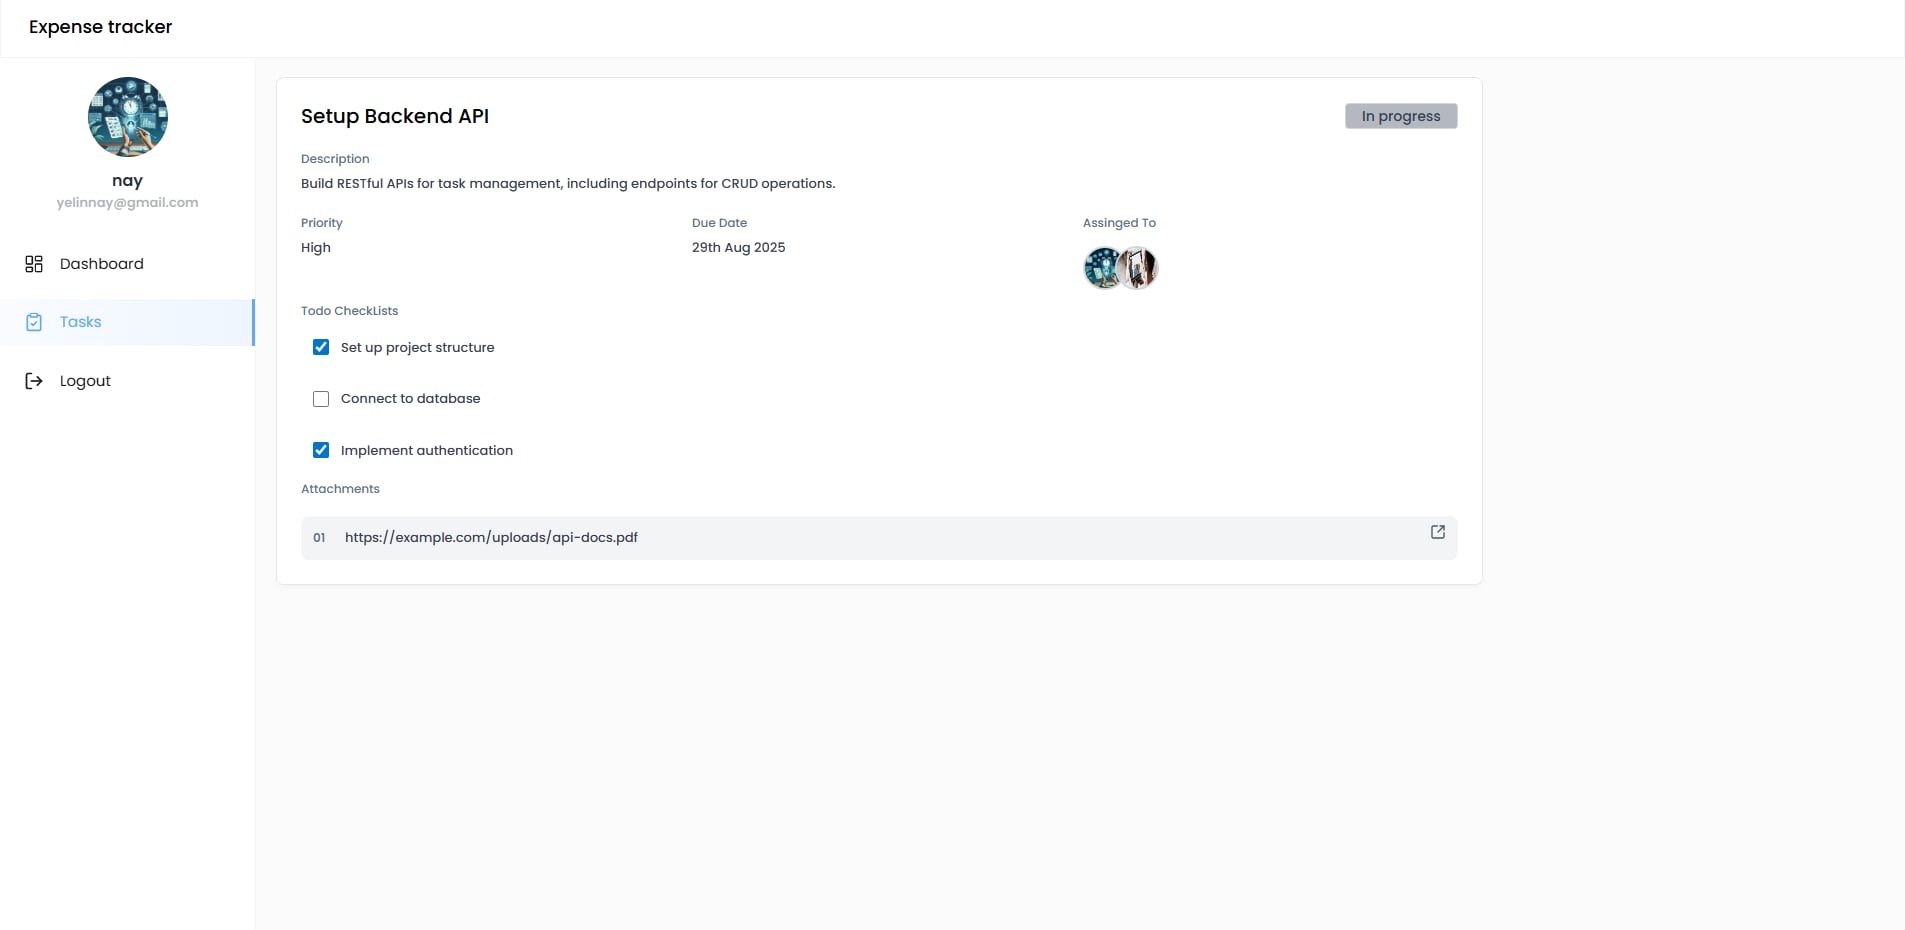 Expense tracker
nay
yelinnay@gmail.com
Dashboard
Tasks
Logout
Setup Backend API
In progress
Description
Build RESTful APIs for task management, including endpoints for CRUD operations.
Priority
Due Date
Assinged To
High
29th Aug 2025
Todo CheckLists
Set up project structure
Connect to database
Implement authentication
Attachments
01 https://example.com/uploads/api-docs.pdf